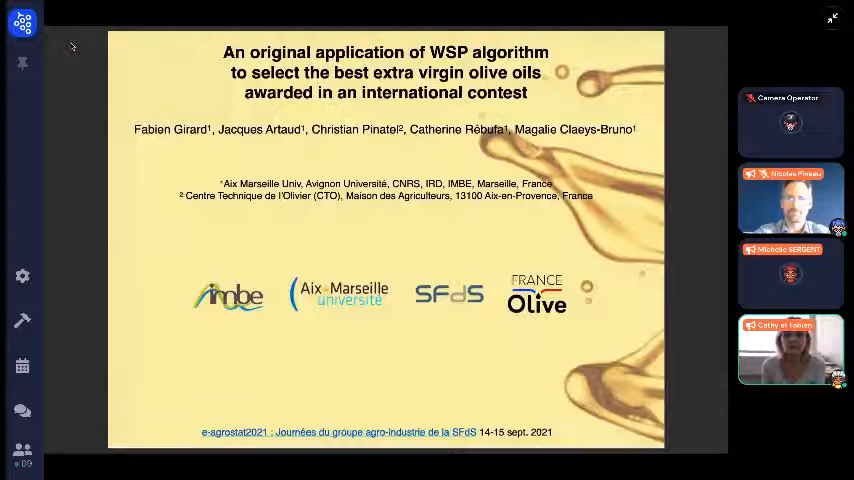 An original application of WSP algorithm
to select the best extra virgin olive oils
awarded in an international contest
Fabien Girard¹, Jacques Artaud¹, Christian Pinatel², Catherine Rébufa¹, Magalie Claeys-Bruno¹
¹Aix Marseille Univ, Avignon Université, CNRS, IRD, IMBE, Marseille, France
² Centre Technique de l'Olivier (CTO), Maison des Agriculteurs, 13100 Aix-en-Provence, France
imbe
Aix*Marseille
université
SFdS
FRANCE
Olive
e-agrostat2021 : Journées du groupe agro-industrie de la SFdS 14-15 sept. 2021
Camera Operator
Nicolas Pineau
Michelle SERGENT
Cathy et fabien